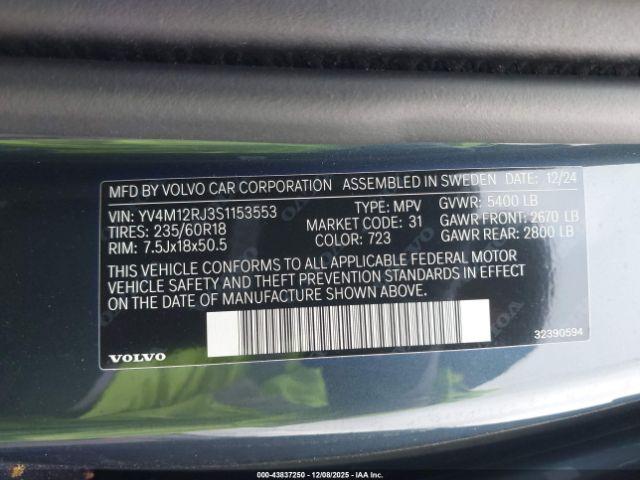 MFD BY VOLVO CAR CORPORATION ASSEMBLED IN SWEDEN DATE: 12/24
VIN: YV4M12RJ3S1153553 TYPE: MPV GVWR: 5400 LB
TIRES: 235/60R18 MARKET CODE: 31 GAWR FRONT: 2670 LB
RIM: 7.5Jx18x50.5 COLOR: 723 GAWR REAR: 2800 LB
THIS VEHICLE CONFORMS TO ALL APPLICABLE FEDERAL MOTOR
VEHICLE SAFETY AND THEFT PREVENTION STANDARDS IN EFFECT
ON THE DATE OF MANUFACTURE SHOWN ABOVE.
VOLVO 32390594
000-43837250 - 12/08/2025 - IAA Inc.